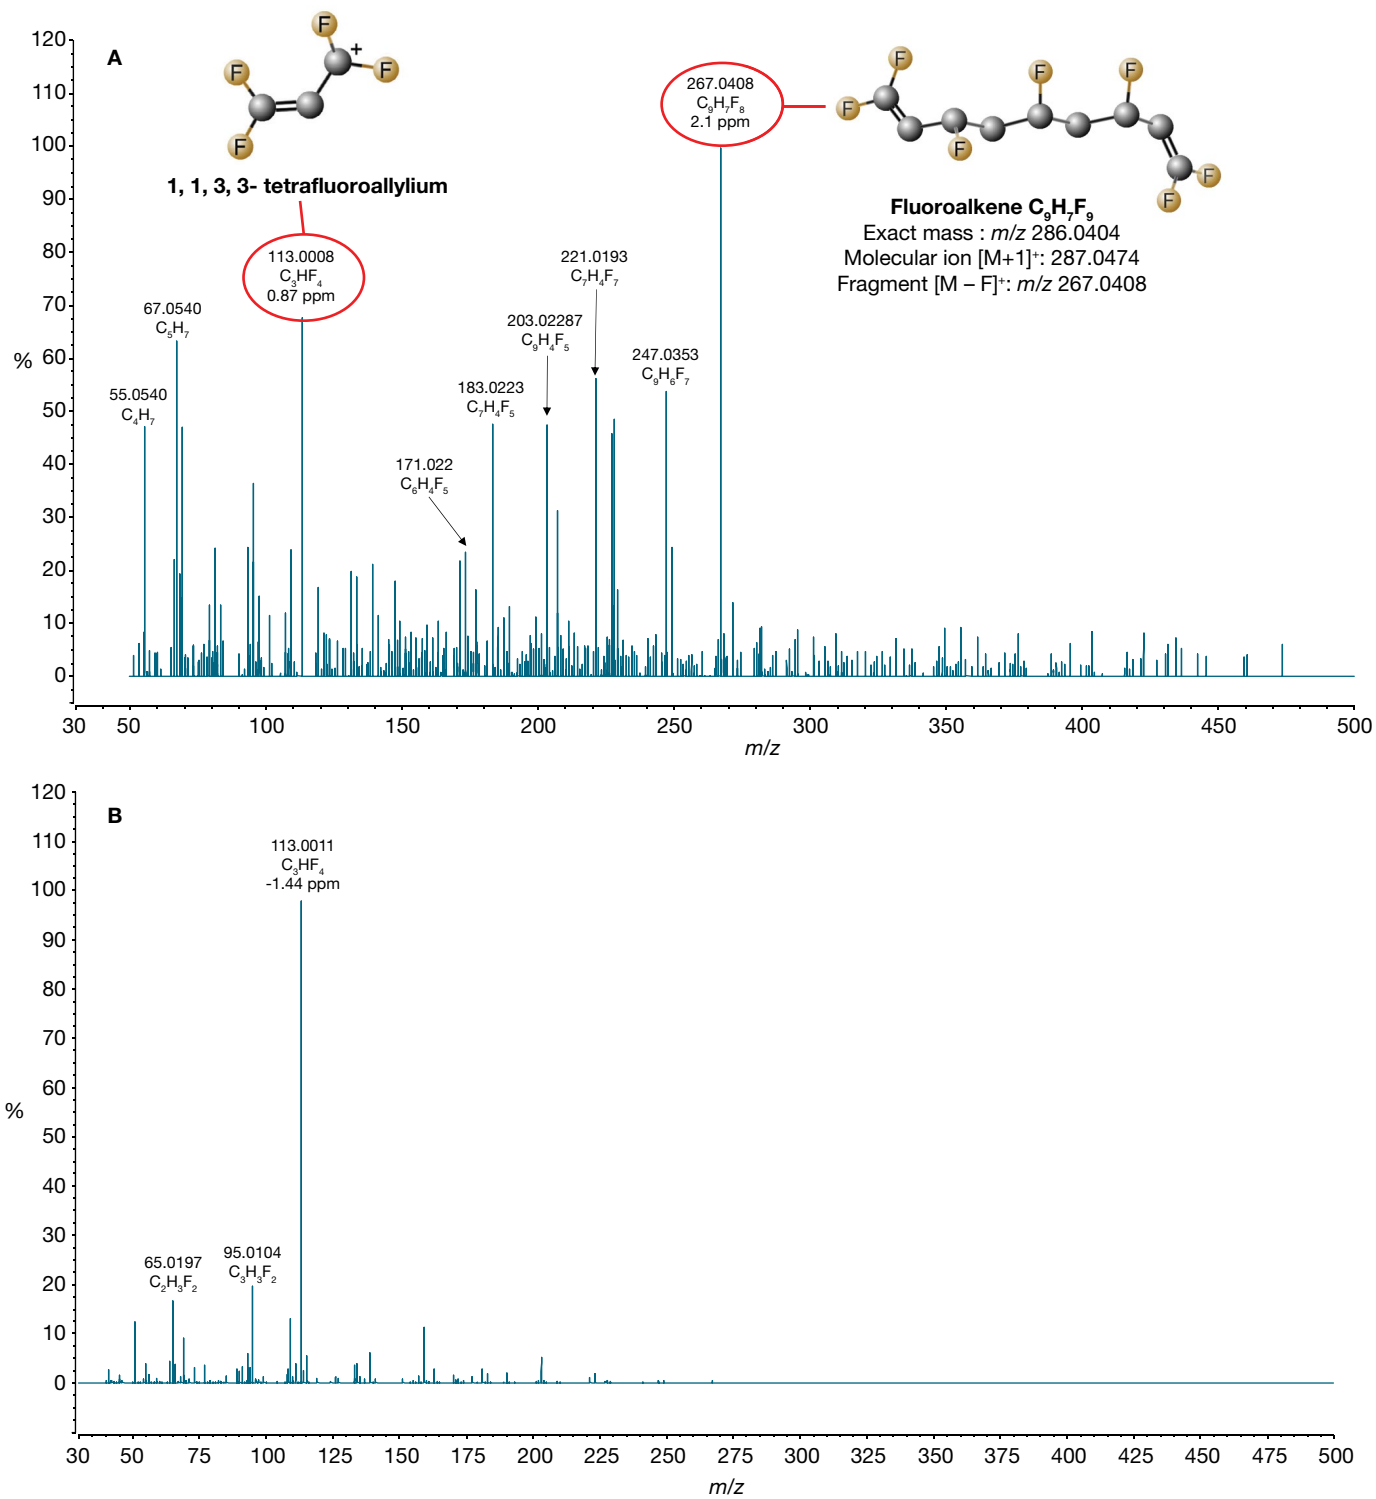 A
120
110
100
90
80
70
60
50
40
30
20
10
0
%
F
F
F
F
+
1, 1, 3, 3- tetrafluoroallylium
113.0008
C₃HF₄
0.87 ppm
67.0540
C₅H₇
55.0540
C₄H₇
171.022
C₆H₄F₅
183.0223
C₇H₄F₅
203.02287
C₉H₄F₅
221.0193
C₇H₄F₇
247.0353
C₉H₆F₇
267.0408
C₉H₇F₈
2.1 ppm
F
F
F
F
F
F
F
Fluoroalkene C₉H₇F₉
Exact mass : m/z 286.0404
Molecular ion [M+1]⁺: 287.0474
Fragment [M – F]⁺: m/z 267.0408
30 50 100 150 200 250 300 350 400 450 500
m/z
B
120
110
100
90
80
70
60
50
40
30
20
10
0
%
113.0011
C₃HF₄
-1.44 ppm
65.0197
C₂H₃F₂
95.0104
C₃H₃F₂
30 50 75 100 125 150 175 200 225 250 275 300 325 350 375 400 425 450 475 500
m/z